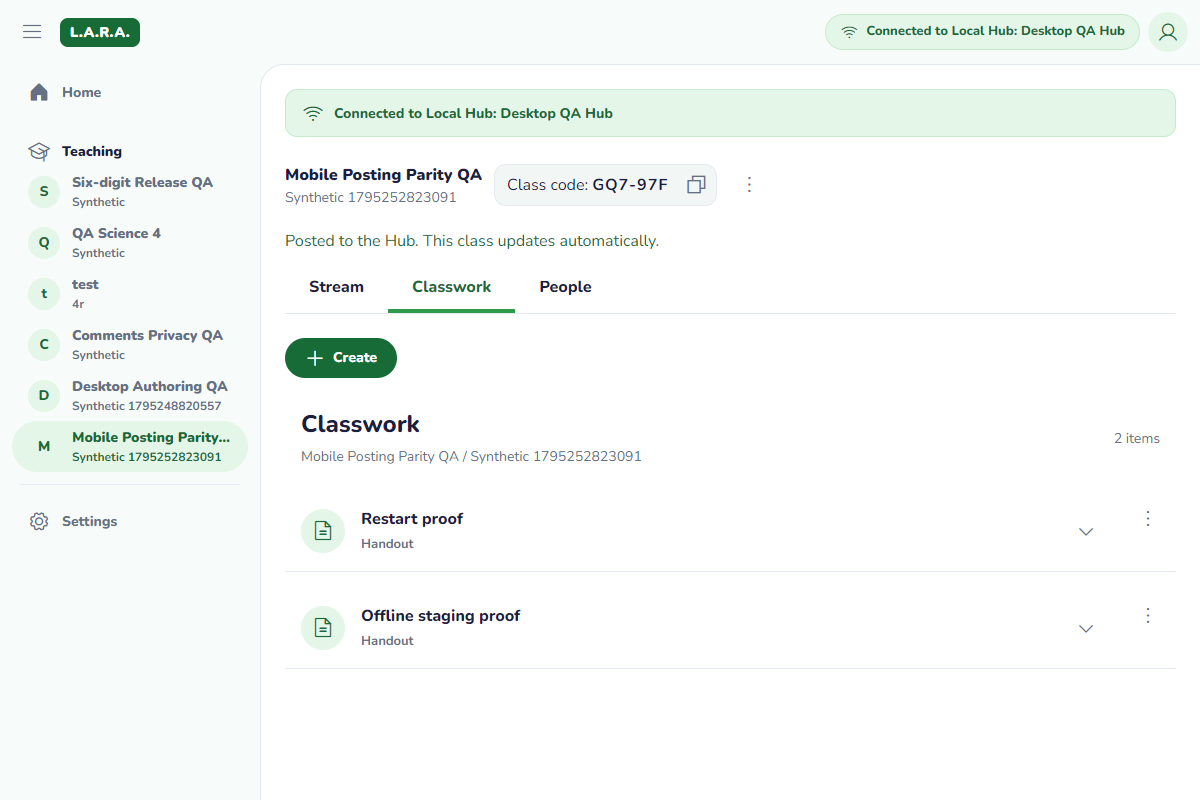 L.A.R.A.
Connected to Local Hub: Desktop QA Hub
Home
Teaching
S
Six-digit Release QA
Synthetic
Q
QA Science 4
Synthetic
t
test
4r
C
Comments Privacy QA
Synthetic
D
Desktop Authoring QA
Synthetic 1795248820557
M
Mobile Posting Parity...
Synthetic 1795252823091
Settings
Connected to Local Hub: Desktop QA Hub
Mobile Posting Parity QA
Synthetic 1795252823091
Class code: GQ7-97F
Posted to the Hub. This class updates automatically.
Stream
Classwork
People
Create
Classwork
Mobile Posting Parity QA / Synthetic 1795252823091
2 items
Restart proof
Handout
Offline staging proof
Handout